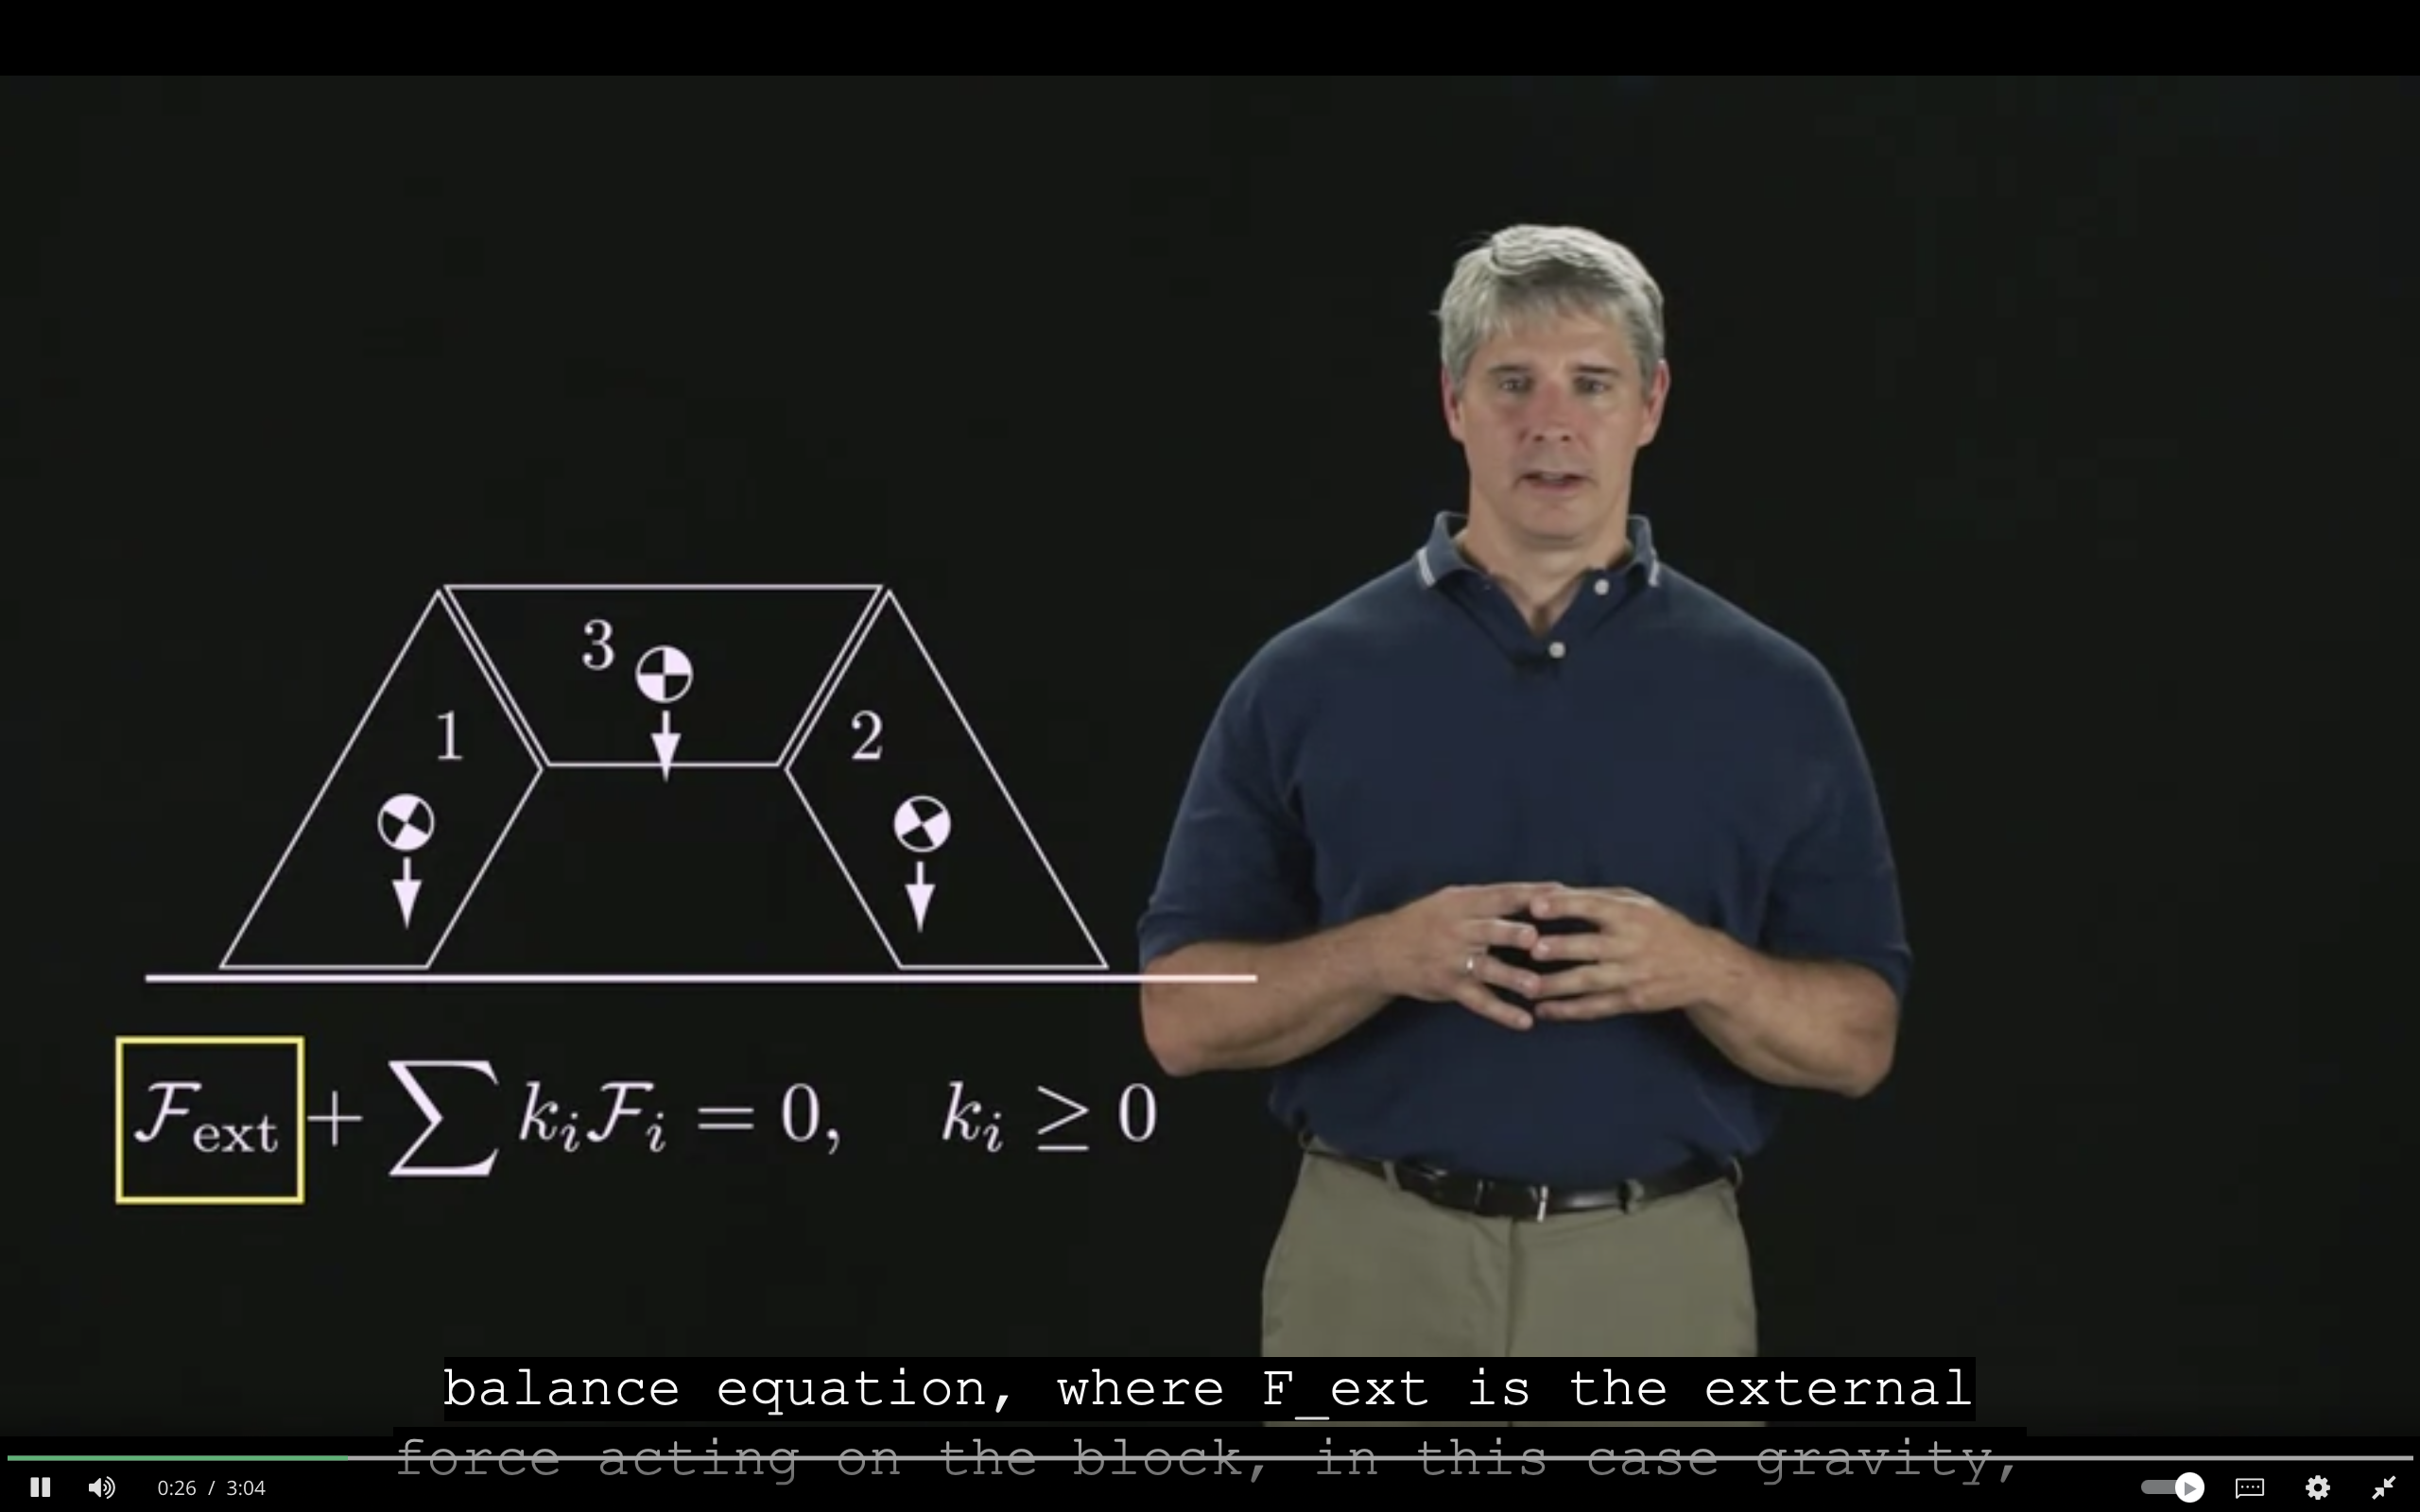 3
1
2
ℱext + ∑ kᵢℱᵢ = 0, kᵢ ≥ 0
balance equation, where F_ext is the external
force acting on the block, in this case gravity,
0:26 / 3:04